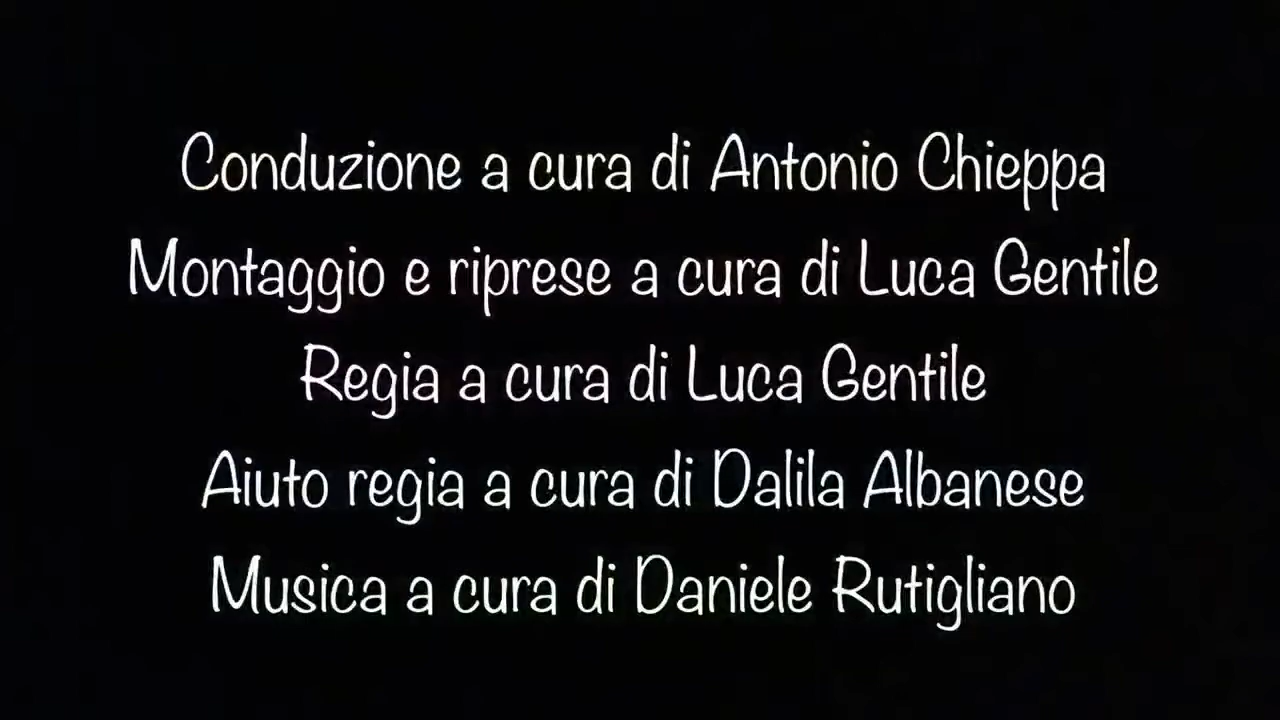 Conduzione a cura di Antonio Chieppa
Montaggio e riprese a cura di Luca Gentile
Regia a cura di Luca Gentile
Aiuto regia a cura di Dalila Albanese
Musica a cura di Daniele Rutigliano